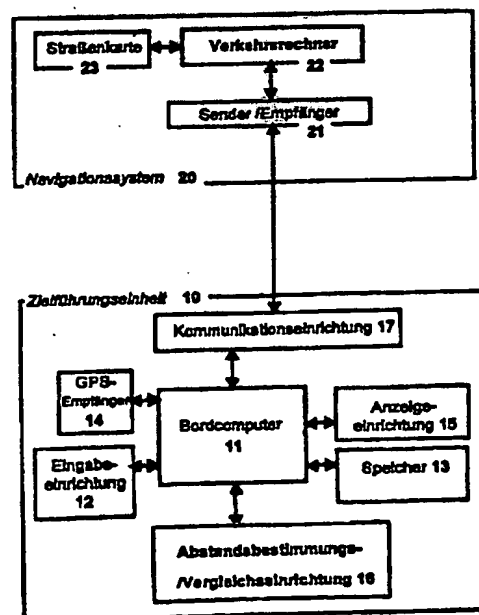 Straßenkarte
23
Verkehrsrechner
22
Sender /Empfänger
21
Navigationssystem 20
Zielführungseinheit 10
Kommunikationseinrichtung 17
GPS-
Empfänger
14
Bordcomputer
11
Anzeige-
einrichtung 15
Eingabe-
einrichtung
12
Speicher 13
Abstandsbestimmungs-
/Vergleichseinrichtung 16